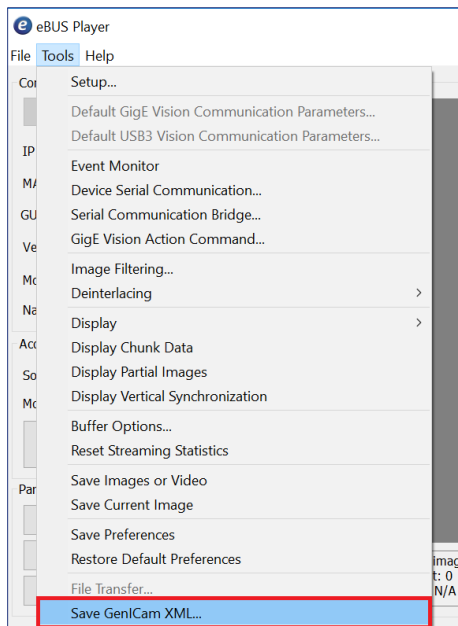 eBUS Player
File Tools Help
Setup...
Default GigE Vision Communication Parameters...
Default USB3 Vision Communication Parameters...
IP
Event Monitor
Device Serial Communication...
GU
Serial Communication Bridge...
Ve
GigE Vision Action Command...
Image Filtering...
Deinterlacing
Na
Display
Display Chunk Data
So
Display Partial Images
Display Vertical Synchronization
Buffer Options...
Reset Streaming Statistics
Save Images or Video
Par
Save Current Image
Save Preferences
Restore Default Preferences
t: 0
File Transfer...
N/A
Save GenICam XML...